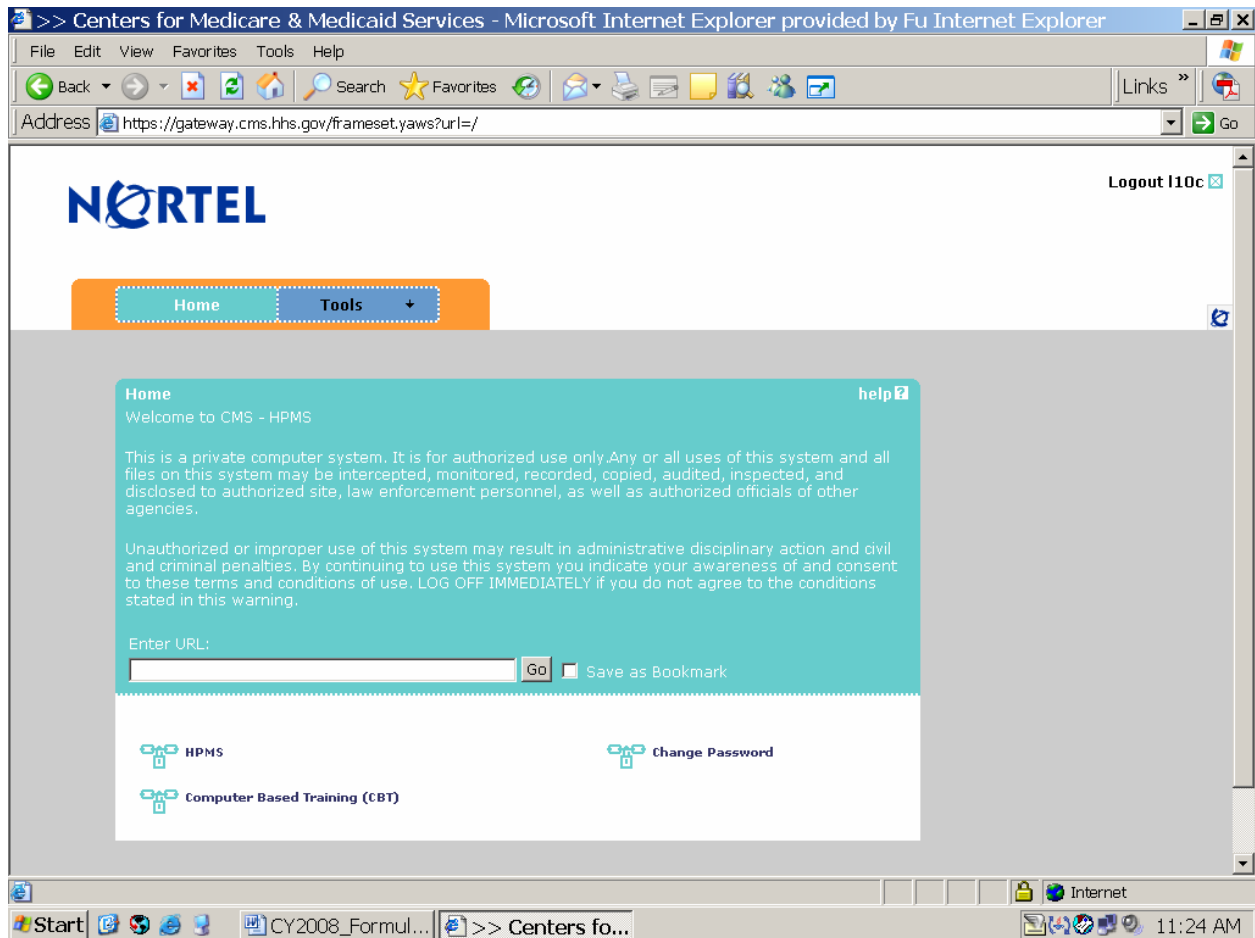 >> Centers for Medicare & Medicaid Services - Microsoft Internet Explorer provided by Fu Internet Explorer
File Edit View Favorites Tools Help
Back Search Favorites Links »
Address https://gateway.cms.hhs.gov/frameset.yaws?url=/ Go
NORTEL
Logout l10c
Home Tools
Home help?
Welcome to CMS - HPMS
This is a private computer system. It is for authorized use only.Any or all uses of this system and all
files on this system may be intercepted, monitored, recorded, copied, audited, inspected, and
disclosed to authorized site, law enforcement personnel, as well as authorized officials of other
agencies.
Unauthorized or improper use of this system may result in administrative disciplinary action and civil
and criminal penalties. By continuing to use this system you indicate your awareness of and consent
to these terms and conditions of use. LOG OFF IMMEDIATELY if you do not agree to the conditions
stated in this warning.
Enter URL:
Go Save as Bookmark
HPMS Change Password
Computer Based Training (CBT)
Internet
Start CY2008_Formul... >> Centers fo... 11:24 AM